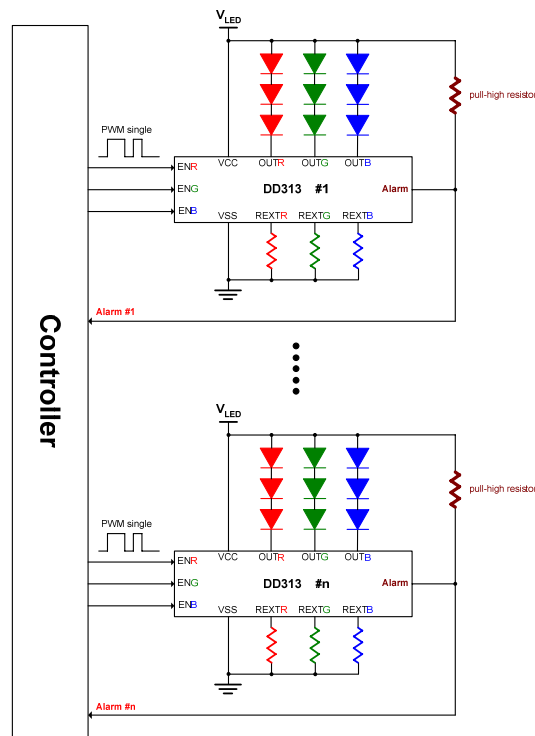 VLED
pull-high resistor
PWM single
ENR
ENG
ENB
VCC
OUTR
OUTG
OUTB
DD313 #1
Alarm
VSS
REXTR
REXTG
REXTB
Alarm #1
Controller
VLED
pull-high resistor
PWM single
ENR
ENG
ENB
VCC
OUTR
OUTG
OUTB
DD313 #n
Alarm
VSS
REXTR
REXTG
REXTB
Alarm #n